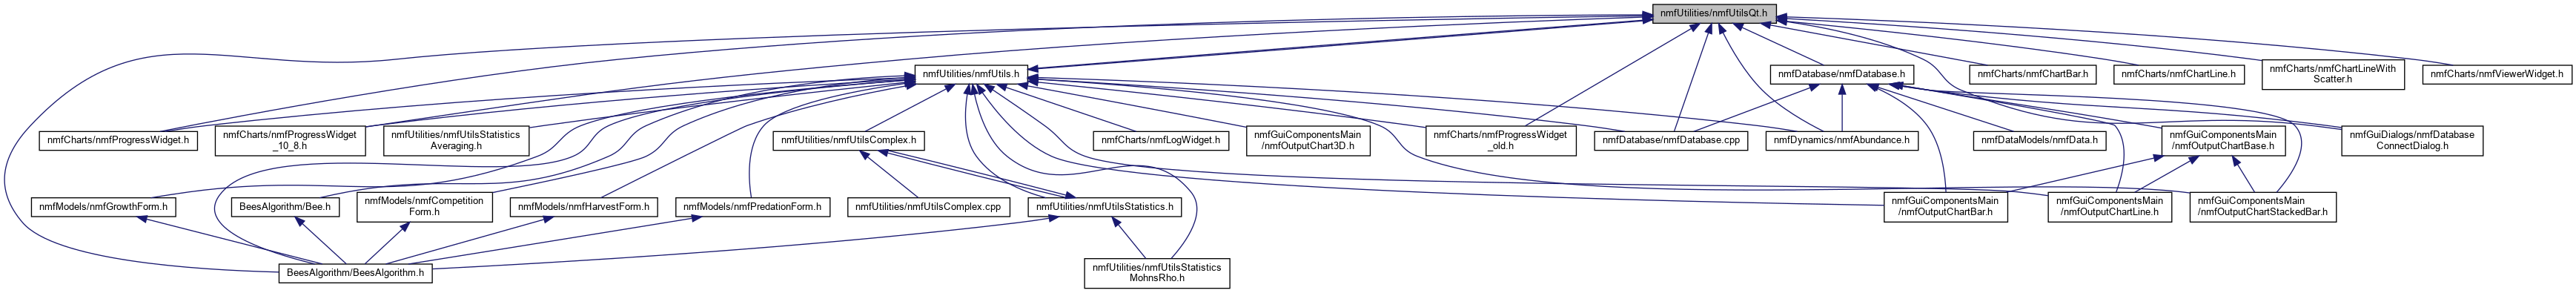 nmfUtilities/nmfUtilsQt.h
nmfUtilities/nmfUtils.h
nmfDatabase/nmfDatabase.h
nmfCharts/nmfChartBar.h
nmfCharts/nmfChartLine.h
nmfCharts/nmfChartLineWith
Scatter.h
nmfCharts/nmfViewerWidget.h
nmfCharts/nmfProgressWidget.h
nmfCharts/nmfProgressWidget
_10_8.h
nmfUtilities/nmfUtilsStatistics
Averaging.h
nmfUtilities/nmfUtilsComplex.h
nmfCharts/nmfLogWidget.h
nmfGuiComponentsMain
/nmfOutputChart3D.h
nmfCharts/nmfProgressWidget
_old.h
nmfDatabase/nmfDatabase.cpp
nmfDynamics/nmfAbundance.h
nmfDataModels/nmfData.h
nmfGuiComponentsMain
/nmfOutputChartBase.h
nmfGuiDialogs/nmfDatabase
ConnectDialog.h
nmfModels/nmfGrowthForm.h
BeesAlgorithm/Bee.h
nmfModels/nmfCompetition
Form.h
nmfModels/nmfHarvestForm.h
nmfModels/nmfPredationForm.h
nmfUtilities/nmfUtilsComplex.cpp
nmfUtilities/nmfUtilsStatistics.h
nmfGuiComponentsMain
/nmfOutputChartBar.h
nmfGuiComponentsMain
/nmfOutputChartLine.h
nmfGuiComponentsMain
/nmfOutputChartStackedBar.h
BeesAlgorithm/BeesAlgorithm.h
nmfUtilities/nmfUtilsStatistics
MohnsRho.h